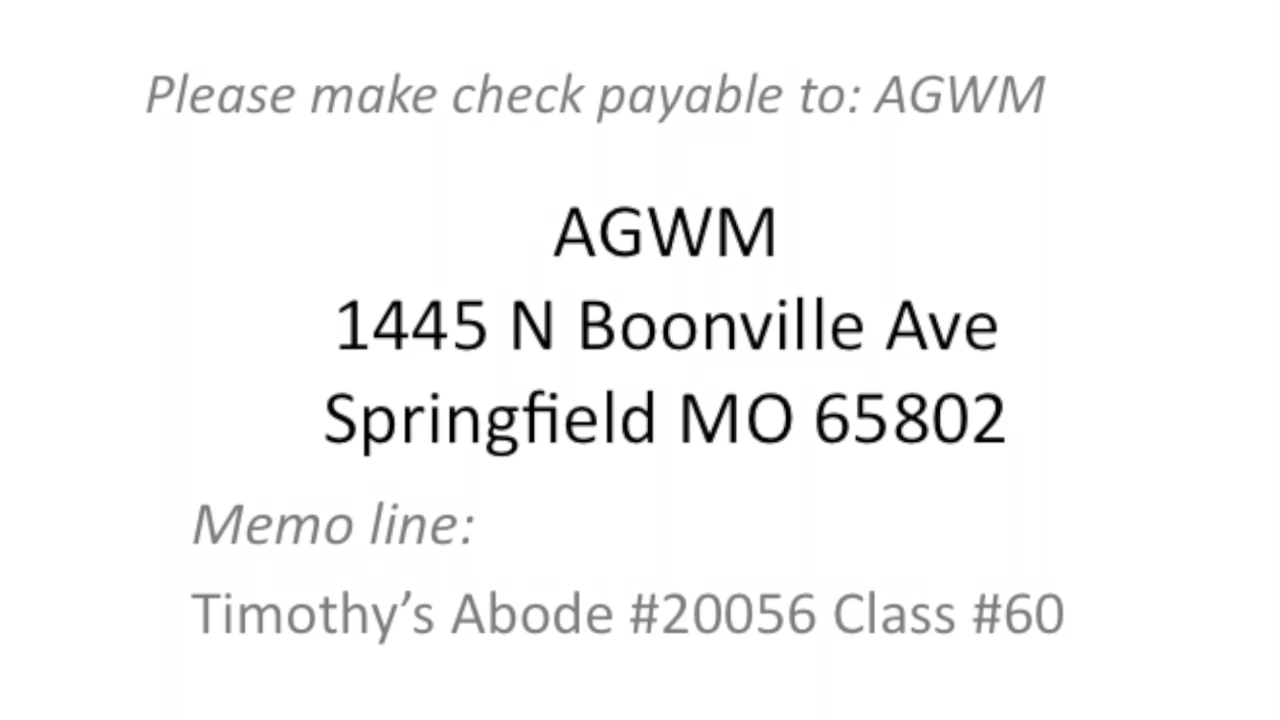 Please make check payable to: AGWM
AGWM
1445 N Boonville Ave
Springfield MO 65802
Memo line:
Timothy’s Abode #20056 Class #60